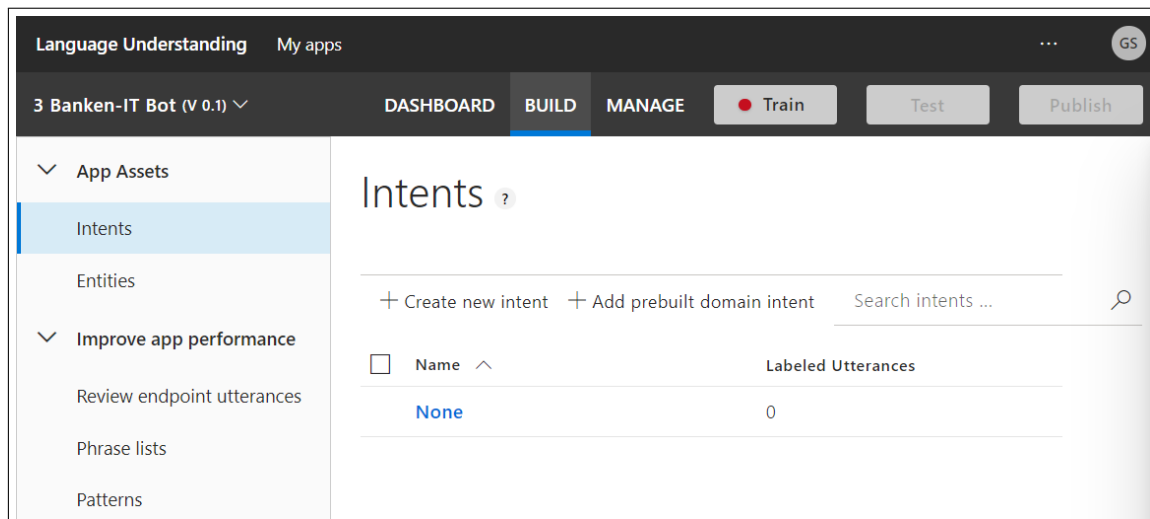 Language Understanding My apps ... GS
3 Banken-IT Bot (V 0.1) DASHBOARD BUILD MANAGE Train Test Publish
App Assets
Intents
Entities
Improve app performance
Review endpoint utterances
Phrase lists
Patterns
Intents ?
+ Create new intent + Add prebuilt domain intent Search intents ...
Name Labeled Utterances
None 0